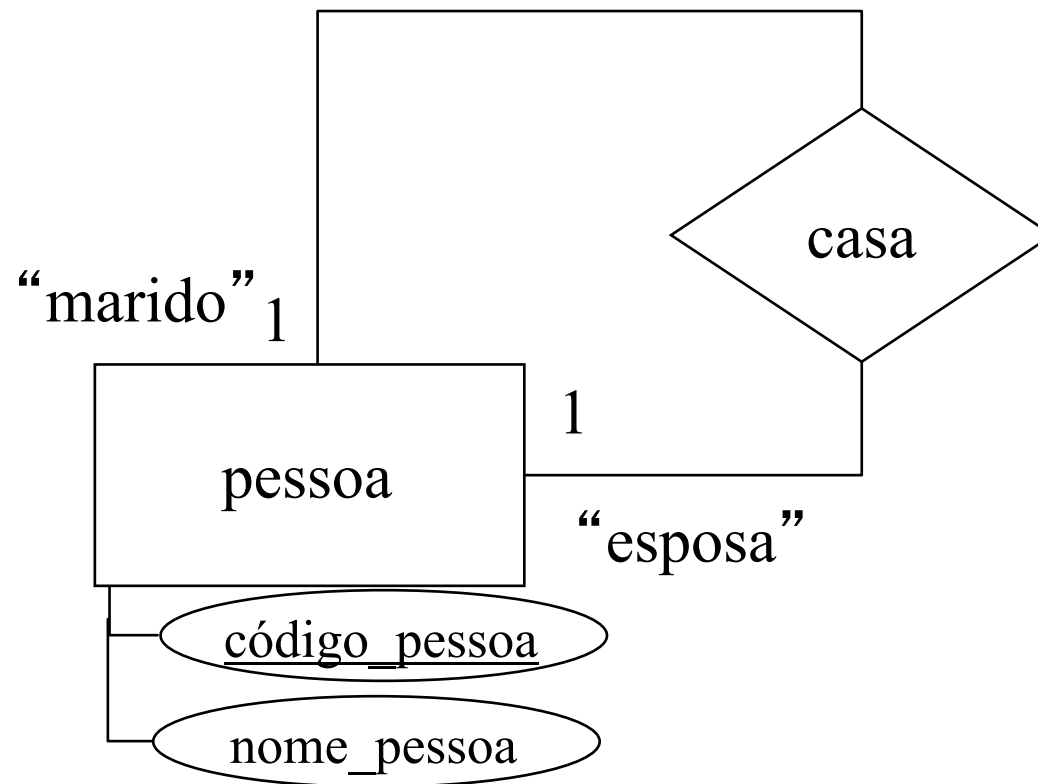 casa
“marido” 1
1
pessoa
“esposa”
código_pessoa
nome_pessoa